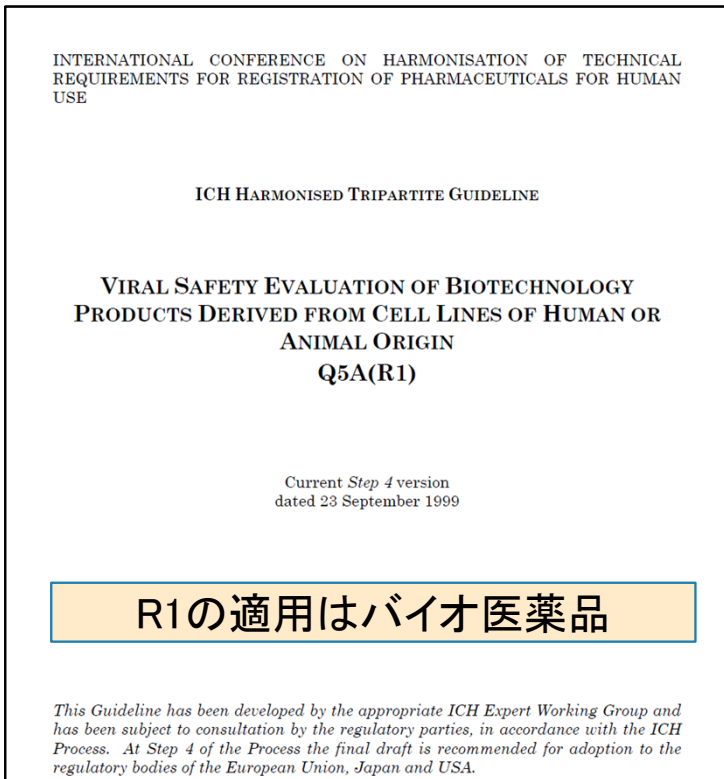 INTERNATIONAL CONFERENCE ON HARMONISATION OF TECHNICAL
REQUIREMENTS FOR REGISTRATION OF PHARMACEUTICALS FOR HUMAN
USE
ICH HARMONISED TRIPARTITE GUIDELINE
VIRAL SAFETY EVALUATION OF BIOTECHNOLOGY
PRODUCTS DERIVED FROM CELL LINES OF HUMAN OR
ANIMAL ORIGIN
Q5A(R1)
Current Step 4 version
dated 23 September 1999
R1の適用はバイオ医薬品
This Guideline has been developed by the appropriate ICH Expert Working Group and
has been subject to consultation by the regulatory parties, in accordance with the ICH
Process. At Step 4 of the Process the final draft is recommended for adoption to the
regulatory bodies of the European Union, Japan and USA.